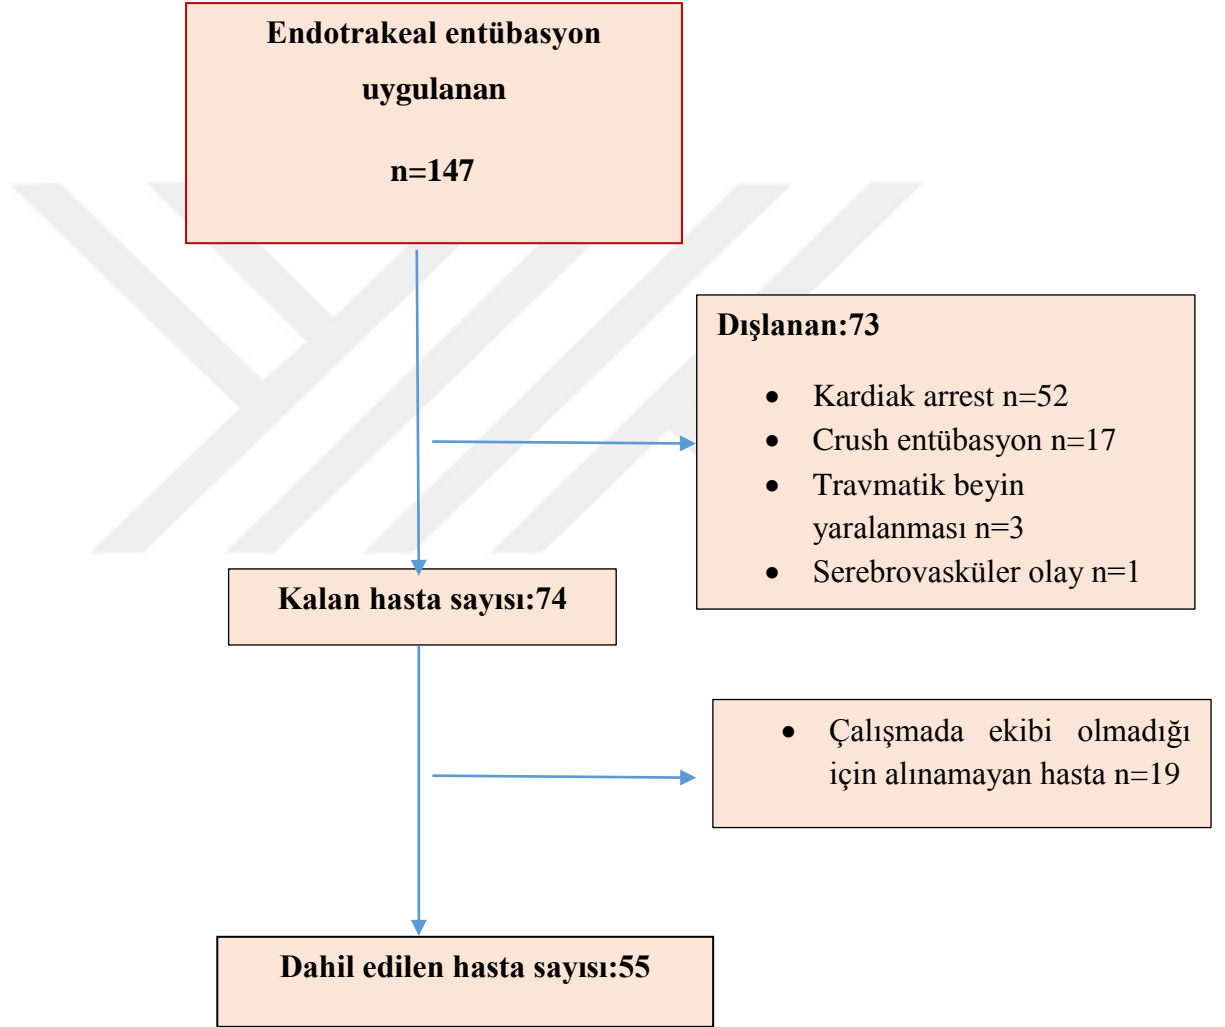 Endotrakeal entübasyon
uygulanan
n=147
Dışlanan:73
• Kardiak arrest n=52
• Crush entübasyon n=17
• Travmatik beyin
yaralanması n=3
• Serebrovasküler olay n=1
Kalan hasta sayısı:74
• Çalışmada ekibi olmadığı
için alınamayan hasta n=19
Dahil edilen hasta sayısı:55